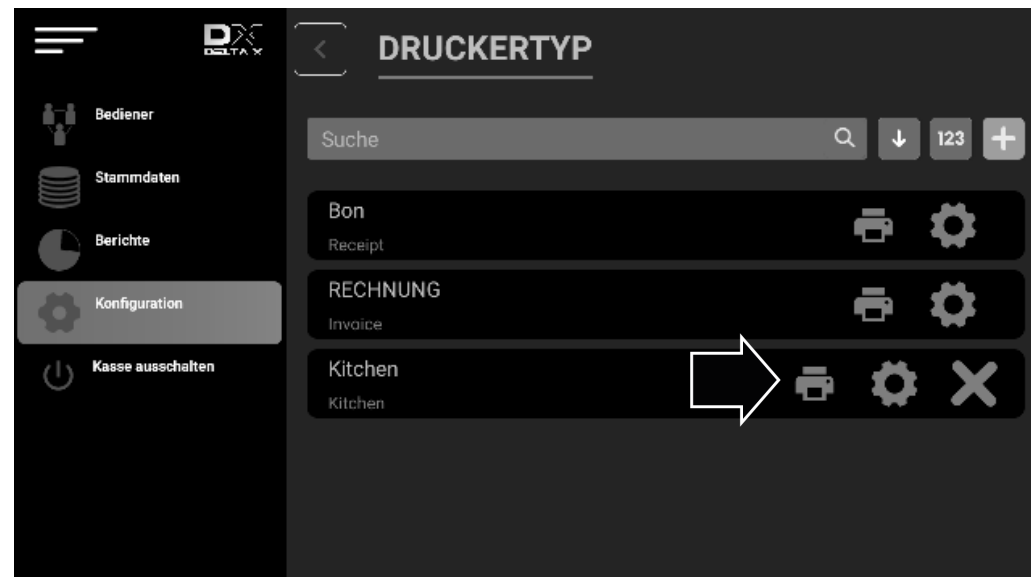 DX
DELTA X
Bediener
Stammdaten
Berichte
Konfiguration
Kasse ausschalten
DRUCKERTYP
Suche
123
Bon
Receipt
RECHNUNG
Invoice
Kitchen
Kitchen